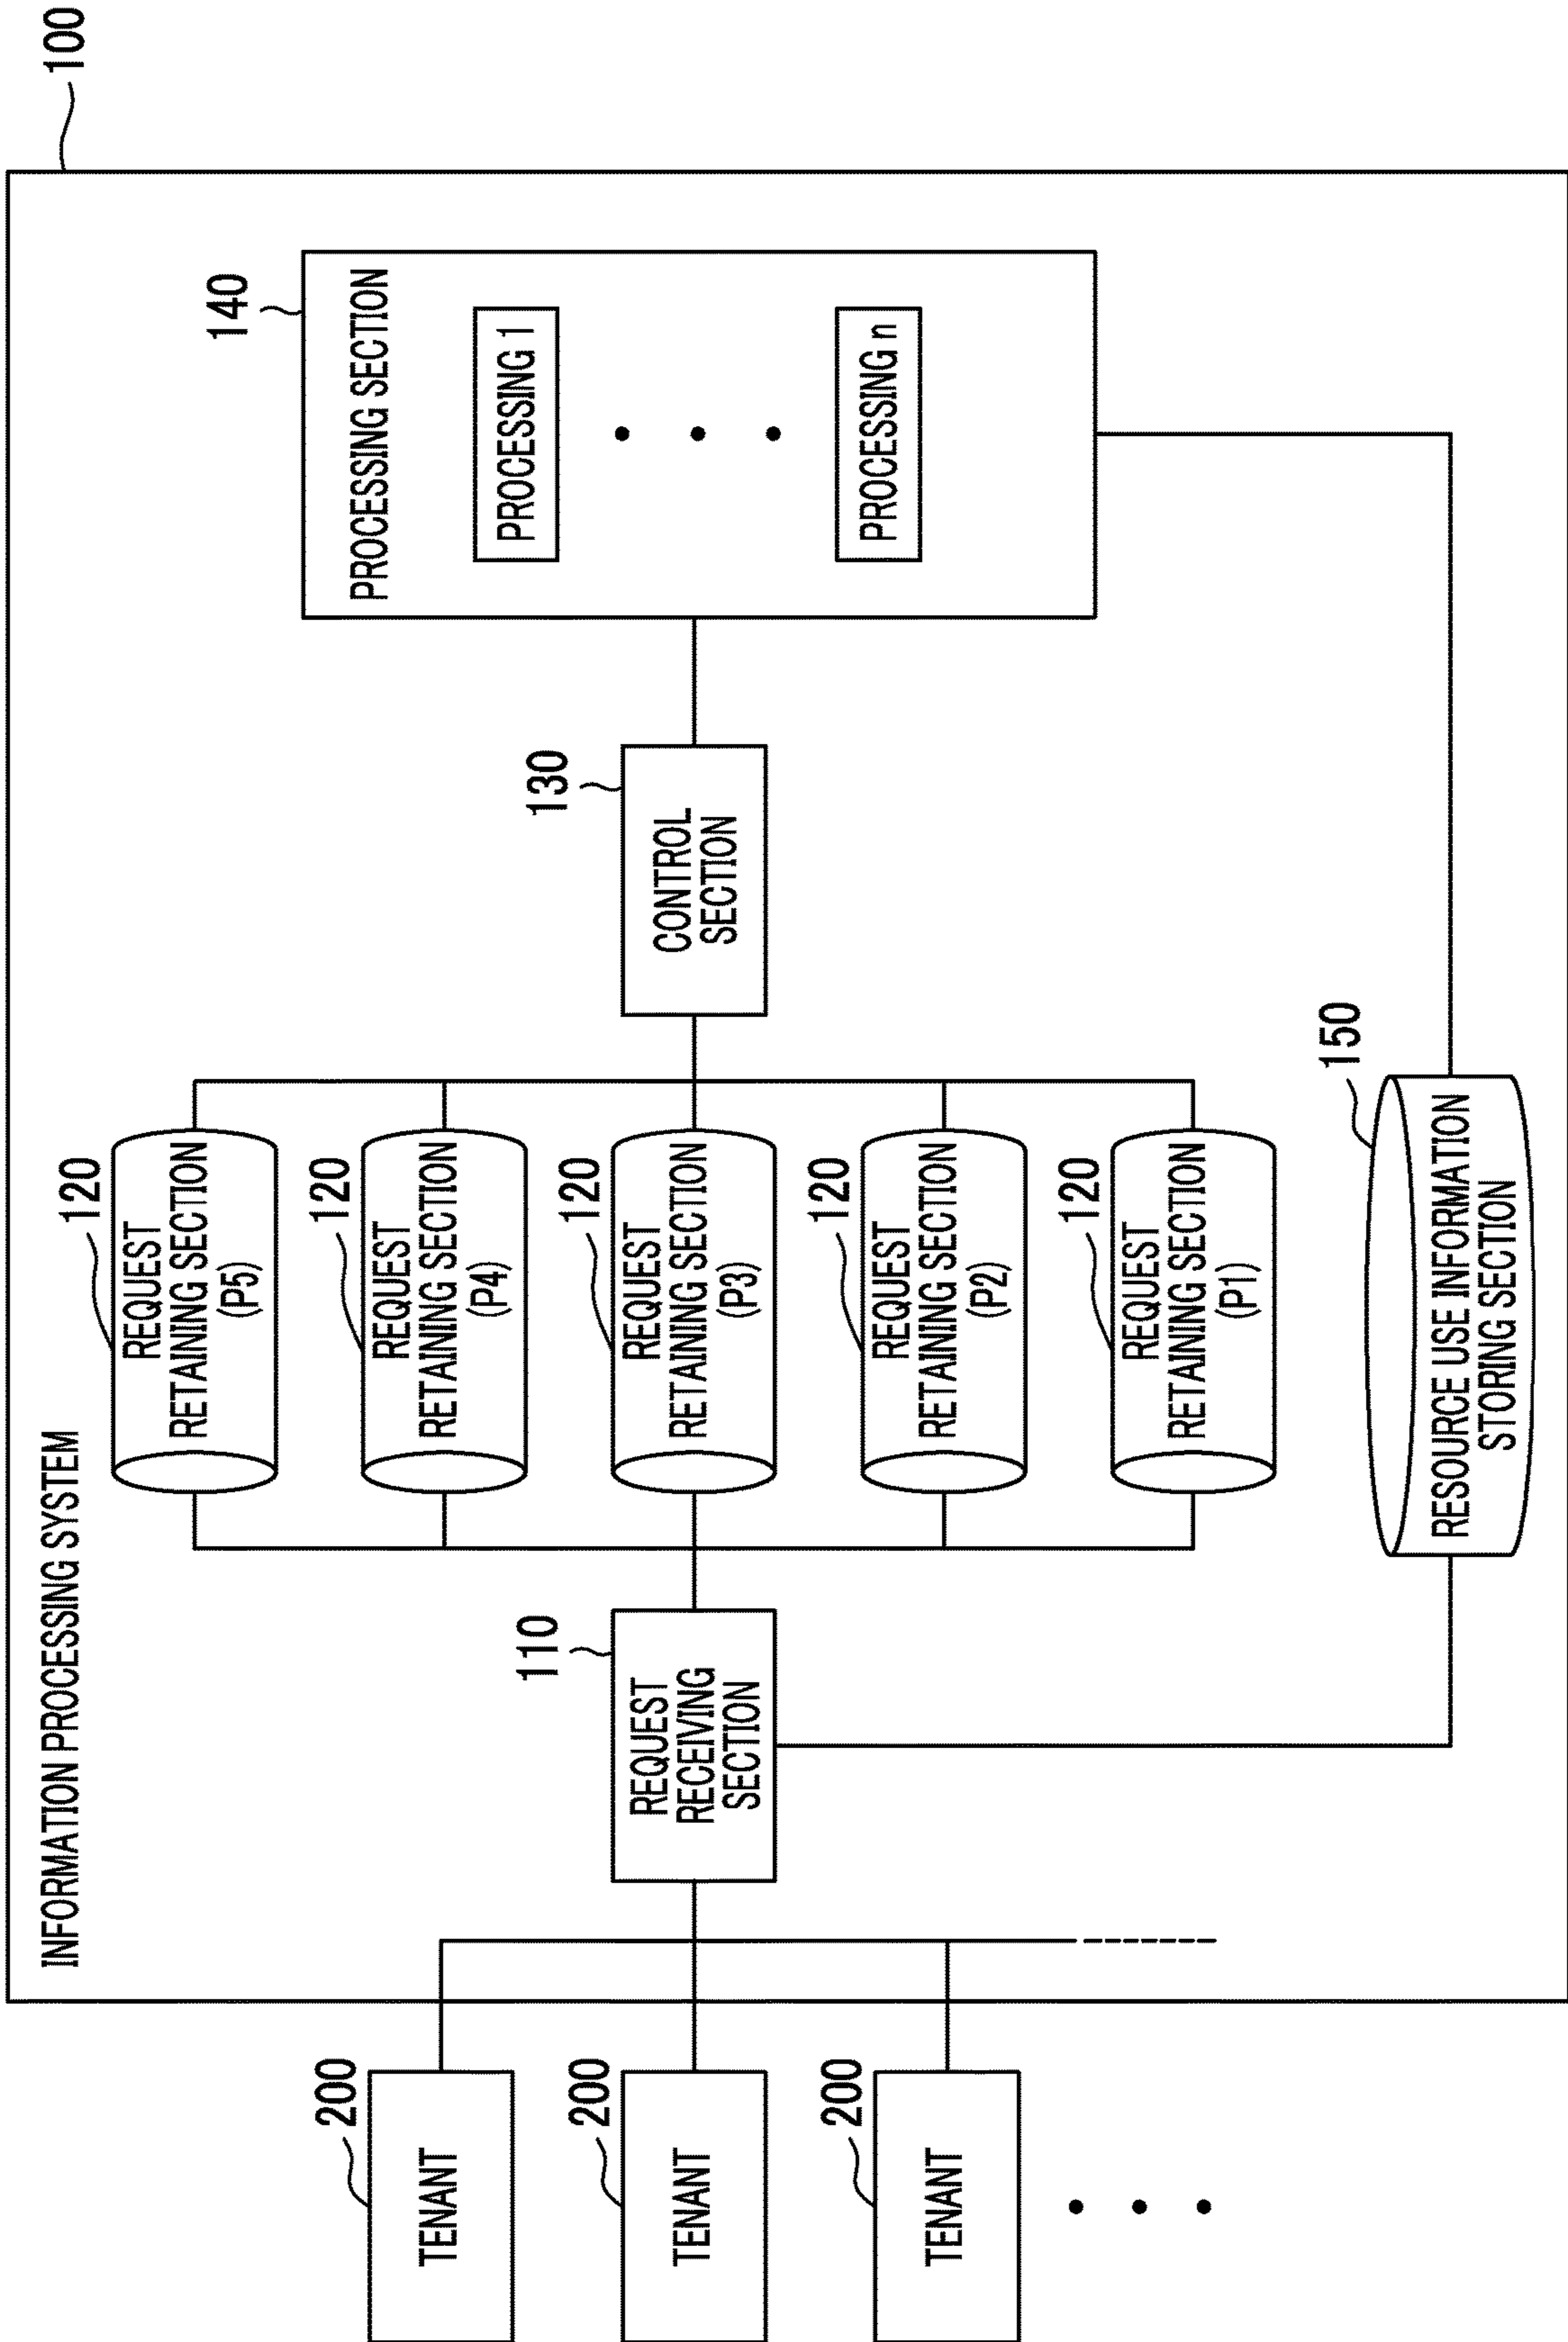 100
INFORMATION PROCESSING SYSTEM
200
TENANT
200
TENANT
200
TENANT
110
REQUEST
RECEIVING
SECTION
120
REQUEST
RETAINING SECTION
(P5)
120
REQUEST
RETAINING SECTION
(P4)
120
REQUEST
RETAINING SECTION
(P3)
120
REQUEST
RETAINING SECTION
(P2)
120
REQUEST
RETAINING SECTION
(P1)
130
CONTROL
SECTION
140
PROCESSING SECTION
PROCESSING 1
PROCESSING n
150
RESOURCE USE INFORMATION
STORING SECTION